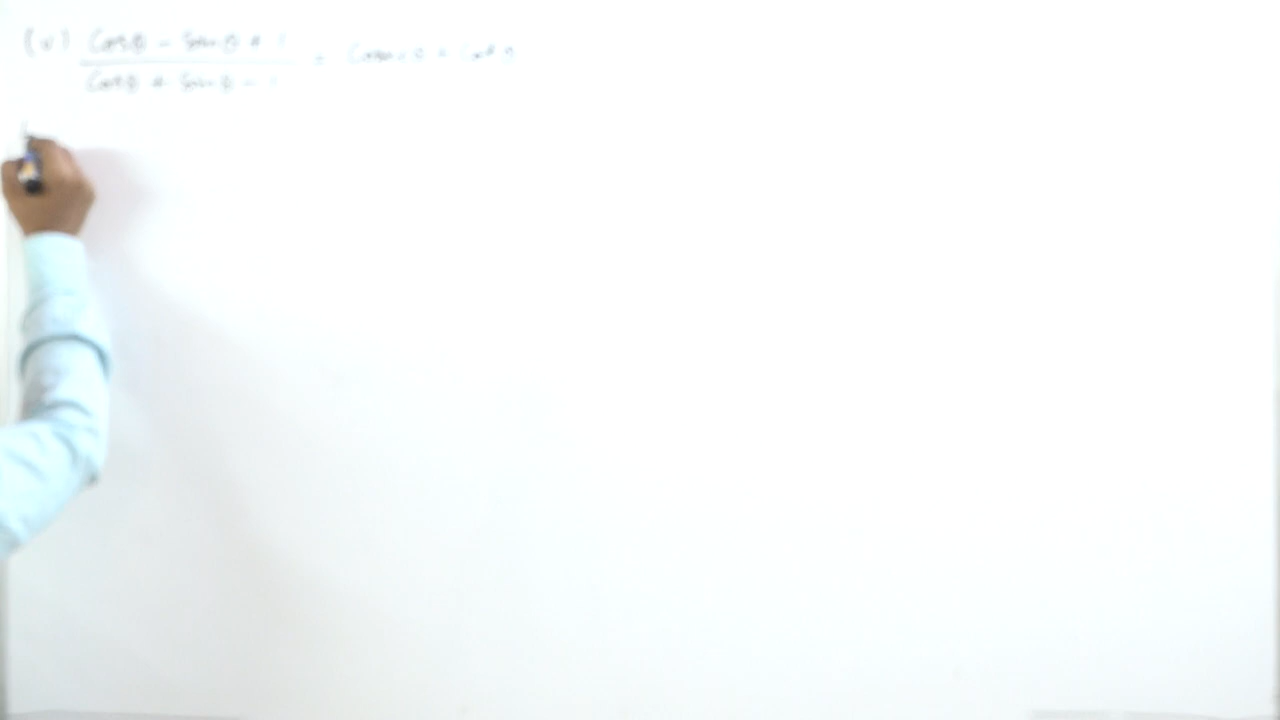 (v) Cosθ - Sinθ + 1
Cosθ + Sinθ - 1 = Cosec θ + Cot θ